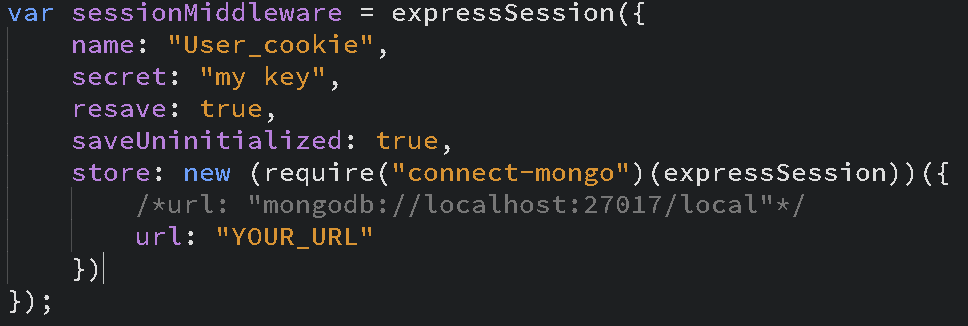 var sessionMiddleware = expressSession({
    name: "User_cookie",
    secret: "my key",
    resave: true,
    saveUninitialized: true,
    store: new (require("connect-mongo")(expressSession))({
        /*url: "mongodb://localhost:27017/local"*/
        url: "YOUR_URL"
    })
});